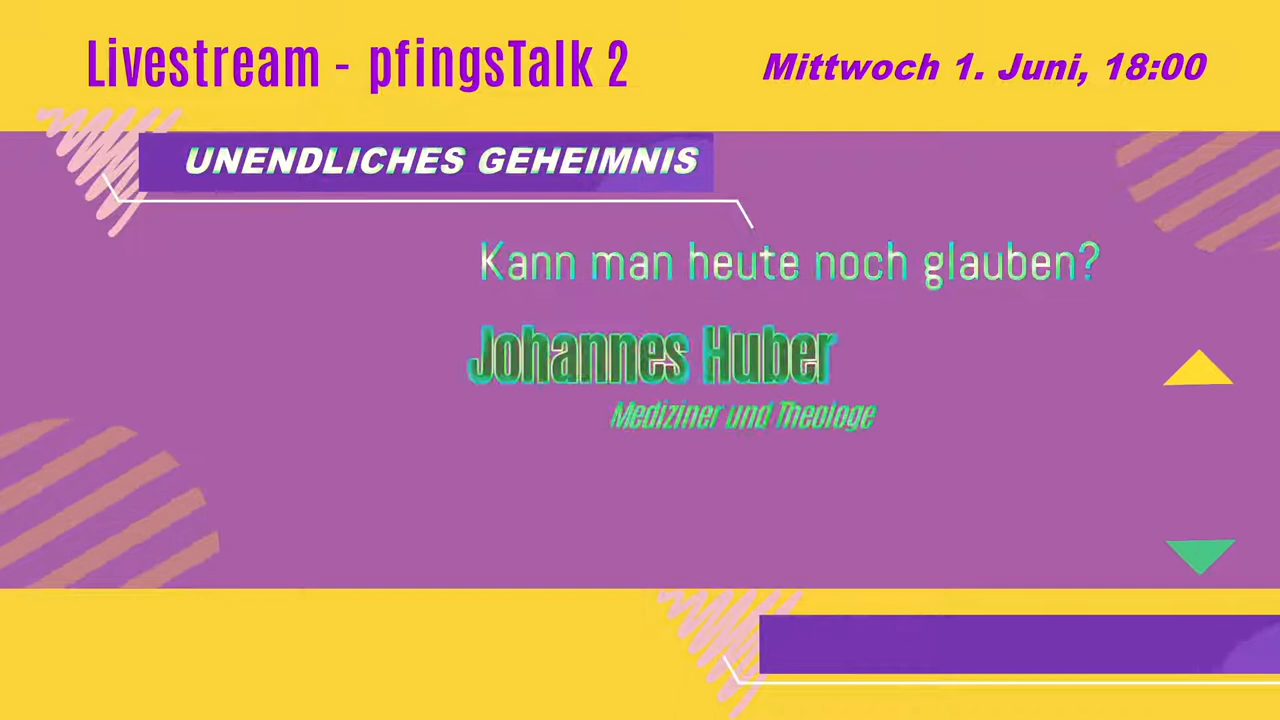 Livestream - pfingsTalk 2
Mittwoch 1. Juni, 18:00
UNENDLICHES GEHEIMNIS
Kann man heute noch glauben?
Johannes Huber
Mediziner und Theologe